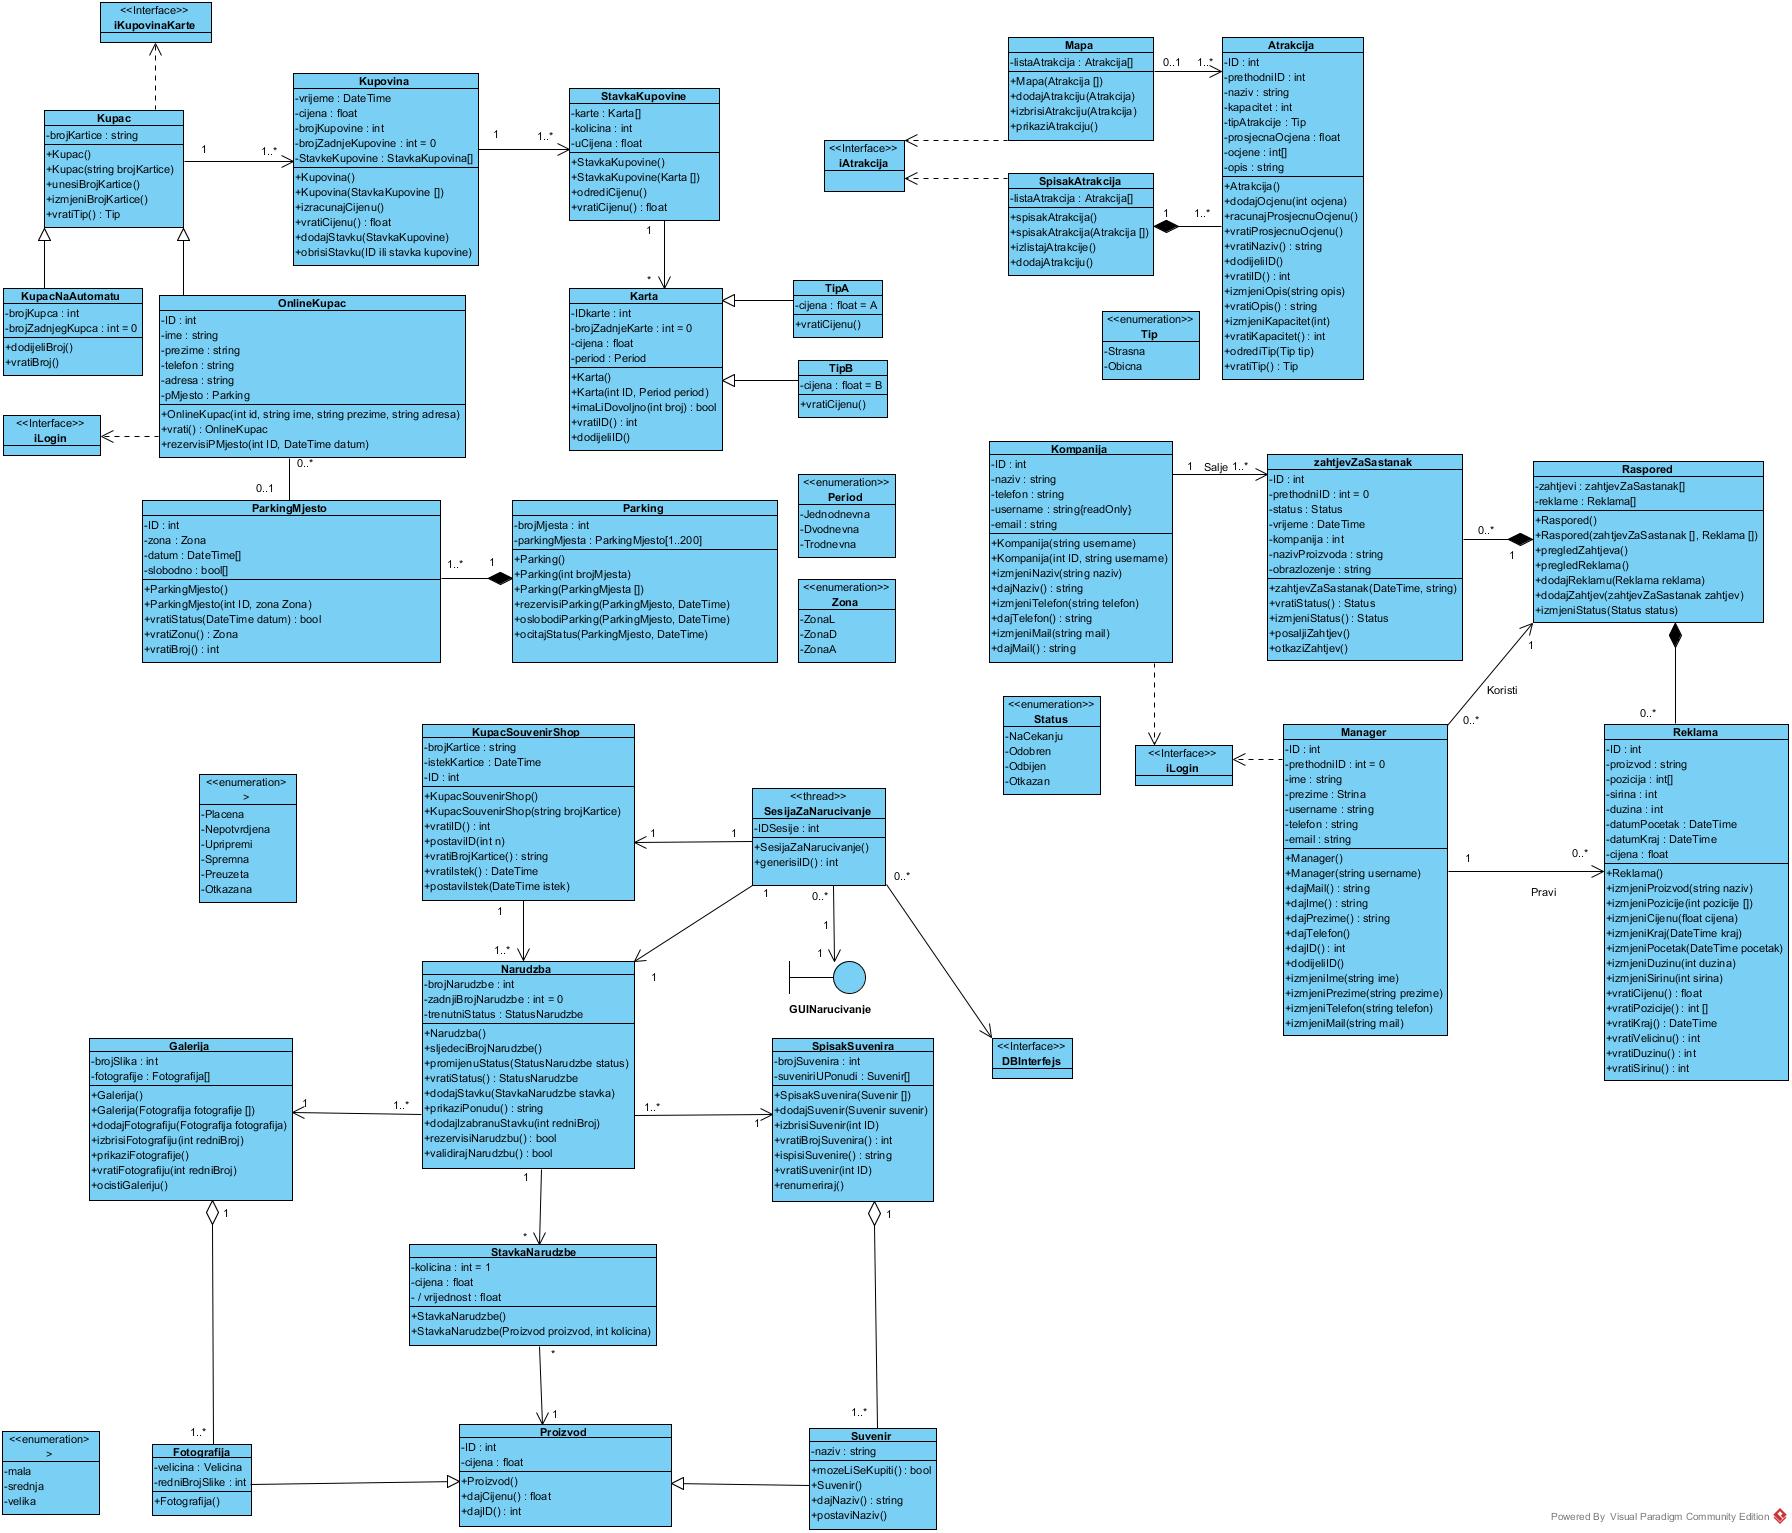 <<Interface>>
iKupovinaKarte
Kupac
-brojKartice : string
+Kupac()
+Kupac(string brojKartice)
+unesiBrojKartice()
+izmjeniBrojKartice()
+vratiTip() : Tip
1
1..*
Kupovina
-vrijeme : DateTime
-cijena : float
-brojKupovine : int
-brojZadnjeKupovine : int = 0
-StavkeKupovine : StavkaKupovina[]
+Kupovina()
+Kupovina(StavkaKupovine [])
+izracunajCijenu()
+vratiCijenu() : float
+dodajStavku(StavkaKupovine)
+obrisiStavku(ID ili stavka kupovine)
1
1..*
StavkaKupovine
-karte : Karta[]
-kolicina : int
-uCijena : float
+StavkaKupovine()
+StavkaKupovine(Karta [])
+odrediCijenu()
+vratiCijenu() : float
1
*
KupacNaAutomatu
-brojKupca : int
-brojZadnjegKupca : int = 0
+dodijeliBroj()
+vratiBroj()
OnlineKupac
-ID : int
-ime : string
-prezime : string
-telefon : string
-adresa : string
-pMjesto : Parking
+OnlineKupac(int id, string ime, string prezime, string adresa)
+vrati() : OnlineKupac
+rezervisiPMjesto(int ID, DateTime datum)
<<Interface>>
iLogin
0..*
0..1
Karta
-IDkarte : int
-brojZadnjeKarte : int = 0
-cijena : float
-period : Period
+Karta()
+Karta(int ID, Period period)
+imaLiDovoljno(int broj) : bool
+vratiID() : int
+dodijeliID()
TipA
-cijena : float = A
+vratiCijenu()
TipB
-cijena : float = B
+vratiCijenu()
ParkingMjesto
-ID : int
-zona : Zona
-datum : DateTime[]
-slobodno : bool[]
+ParkingMjesto()
+ParkingMjesto(int ID, zona Zona)
+vratiStatus(DateTime datum) : bool
+vratiZonu() : Zona
+vratiBroj() : int
1..*
1
Parking
-brojMjesta : int
-parkingMjesta : ParkingMjesto[1..200]
+Parking()
+Parking(int brojMjesta)
+Parking(ParkingMjesta [])
+rezervisiParking(ParkingMjesto, DateTime)
+oslobodiParking(ParkingMjesto, DateTime)
+ocitajStatus(ParkingMjesto, DateTime)
<<enumeration>>
Period
-Jednodnevna
-Dvodnevna
-Trodnevna
<<enumeration>>
Zona
-ZonaL
-ZonaD
-ZonaA
Mapa
-listaAtrakcija : Atrakcija[]
+Mapa(Atrakcija [])
+dodajAtrakciju(Atrakcija)
+izbrisiAtrakciju(Atrakcija)
+prikaziAtrakciju()
0..1
1..*
<<Interface>>
iAtrakcija
SpisakAtrakcija
-listaAtrakcija : Atrakcija[]
+spisakAtrakcija()
+spisakAtrakcija(Atrakcija [])
+izlistajAtrakcije()
+dodajAtrakciju()
1
1..*
Atrakcija
-ID : int
-prethodniID : int
-naziv : string
-kapacitet : int
-tipAtrakcije : Tip
-prosjecnaOcjena : float
-ocjene : int[]
-opis : string
+Atrakcija()
+dodajOcjenu(int ocjena)
+racunajProsjecnuOcjenu()
+vratiProsjecnuOcjenu()
+vratiNaziv() : string
+dodijeliID()
+vratiID() : int
+izmjeniOpis(string opis)
+vratiOpis() : string
+izmjeniKapacitet(int)
+vratiKapacitet() : int
+odrediTip(Tip tip)
+vratiTip() : Tip
<<enumeration>>
Tip
-Strasna
-Obicna
Kompanija
-ID : int
-naziv : string
-telefon : string
-username : string{readOnly}
-email : string
+Kompanija(string username)
+Kompanija(int ID, string username)
+izmjeniNaziv(string naziv)
+dajNaziv() : string
+izmjeniTelefon(string telefon)
+dajTelefon() : string
+izmjeniMail(string mail)
+dajMail() : string
1 Salje 1..*
zahtjevZaSastanak
-ID : int
-prethodniID : int = 0
-status : Status
-vrijeme : DateTime
-kompanija : int
-nazivProizvoda : string
-obrazlozenje : string
+zahtjevZaSastanak(DateTime, string)
+vratiStatus() : Status
+izmjeniStatus() : Status
+posaljiZahtjev()
+otkaziZahtjev()
0..*
1
Raspored
-zahtjevi : zahtjevZaSastanak[]
-reklame : Reklama[]
+Raspored()
+Raspored(zahtjevZaSastanak [], Reklama [])
+pregledZahtjeva()
+pregledReklama()
+dodajReklamu(Reklama reklama)
+dodajZahtjev(zahtjevZaSastanak zahtjev)
+izmjeniStatus(Status status)
1
Koristi
0..*
0..*
<<enumeration>>
Status
-NaCekanju
-Odobren
-Odbijen
-Otkazan
<<Interface>>
iLogin
Manager
-ID : int
-prethodniID : int = 0
-ime : string
-prezime : Strina
-username : string
-telefon : string
-email : string
+Manager()
+Manager(string username)
+dajMail() : string
+dajIme() : string
+dajPrezime() : string
+dajTelefon()
+dajID() : int
+dodijeliID()
+izmjeniIme(string ime)
+izmjeniPrezime(string prezime)
+izmjeniTelefon(string telefon)
+izmjeniMail(string mail)
1
0..*
Pravi
Reklama
-ID : int
-proizvod : string
-pozicija : int[]
-sirina : int
-duzina : int
-datumPocetak : DateTime
-datumKraj : DateTime
-cijena : float
+Reklama()
+izmjeniProizvod(string naziv)
+izmjeniPozicije(int pozicije [])
+izmjeniCijenu(float cijena)
+izmjeniKraj(DateTime kraj)
+izmjeniPocetak(DateTime pocetak)
+izmjeniDuzinu(int duzina)
+izmjeniSirinu(int sirina)
+vratiCijenu() : float
+vratiPozicije() : int []
+vratiKraj() : DateTime
+vratiVelicinu() : int
+vratiDuzinu() : int
+vratiSirinu() : int
<<enumeration>
>
-Placena
-Nepotvrdjena
-Upripremi
-Spremna
-Preuzeta
-Otkazana
KupacSouvenirShop
-brojKartice : string
-istekKartice : DateTime
-ID : int
+KupacSouvenirShop()
+KupacSouvenirShop(string brojKartice)
+vratiID() : int
+postaviID(int n)
+vratiBrojKartice() : string
+vratiIstek() : DateTime
+postaviIstek(DateTime istek)
1
1
<<thread>>
SesijaZaNarucivanje
-IDSesije : int
+SesijaZaNarucivanje()
+generisiID() : int
1
0..*
0..*
1
1
1
1..*
1
GUINarucivanje
<<Interface>>
DBInterfejs
Narudzba
-brojNarudzbe : int
-zadnjiBrojNarudzbe : int = 0
-trenutniStatus : StatusNarudzbe
+Narudzba()
+sljedeciBrojNarudzbe()
+promijenuStatus(StatusNarudzbe status)
+vratiStatus() : StatusNarudzbe
+dodajStavku(StavkaNarudzbe stavka)
+prikaziPonudu() : string
+dodajIzabranuStavku(int redniBroj)
+rezervisiNarudzbu() : bool
+validirajNarudzbu() : bool
Galerija
-brojSlika : int
-fotografije : Fotografija[]
+Galerija()
+Galerija(Fotografija fotografije [])
+dodajFotografiju(Fotografija fotografija)
+izbrisiFotografiju(int redniBroj)
+prikaziFotografije()
+vratiFotografiju(int redniBroj)
+ocistiGaleriju()
1
1..*
1..*
1
SpisakSuvenira
-brojSuvenira : int
-suveniriUPonudi : Suvenir[]
+SpisakSuvenira(Suvenir [])
+dodajSuvenir(Suvenir suvenir)
+izbrisiSuvenir(int ID)
+vratiBrojSuvenira() : int
+ispisiSuvenire() : string
+vratiSuvenir(int ID)
+renumeriraj()
1
1
1
*
StavkaNarudzbe
-kolicina : int = 1
-cijena : float
- / vrijednost : float
+StavkaNarudzbe()
+StavkaNarudzbe(Proizvod proizvod, int kolicina)
*
1
1..*
1..*
<<enumeration>
>
-mala
-srednja
-velika
Fotografija
-velicina : Velicina
-redniBrojSlike : int
+Fotografija()
Proizvod
-ID : int
-cijena : float
+Proizvod()
+dajCijenu() : float
+dajID() : int
Suvenir
-naziv : string
+mozeLiSeKupiti() : bool
+Suvenir()
+dajNaziv() : string
+postaviNaziv()
Powered By Visual Paradigm Community Edition